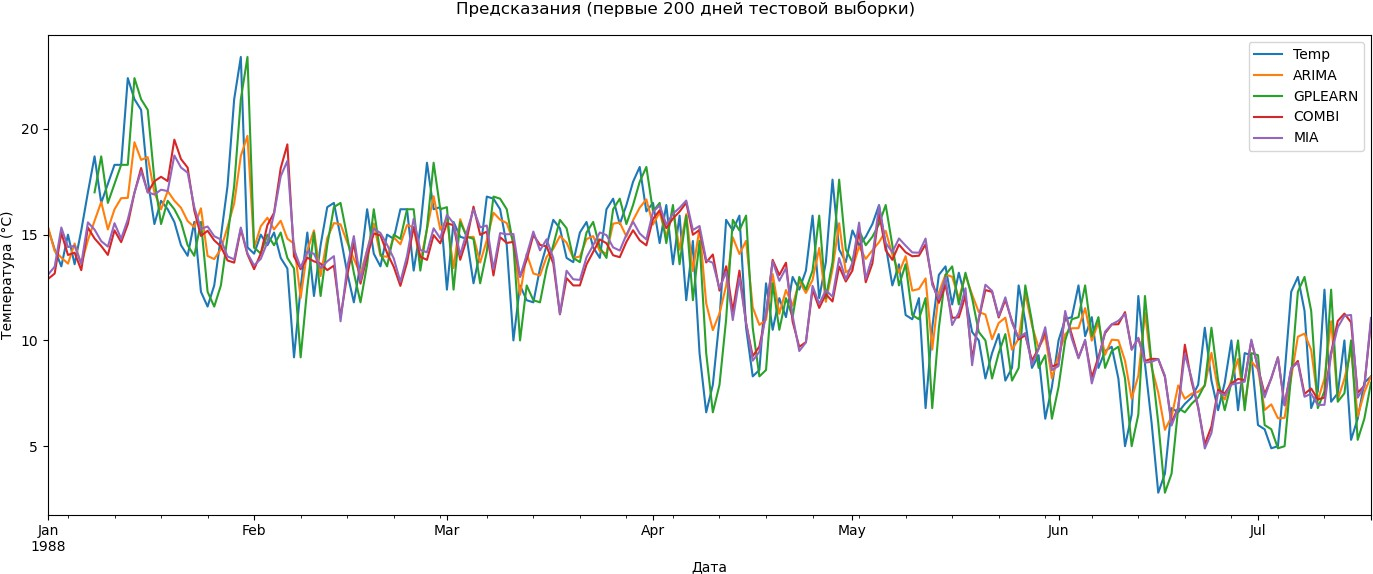 Предсказания (первые 200 дней тестовой выборки)
Temp
ARIMA
GPLEARN
COMBI
MIA
Температура (°C)
20
15
10
5
Jan Feb Mar Apr May Jun Jul
1988
Дата